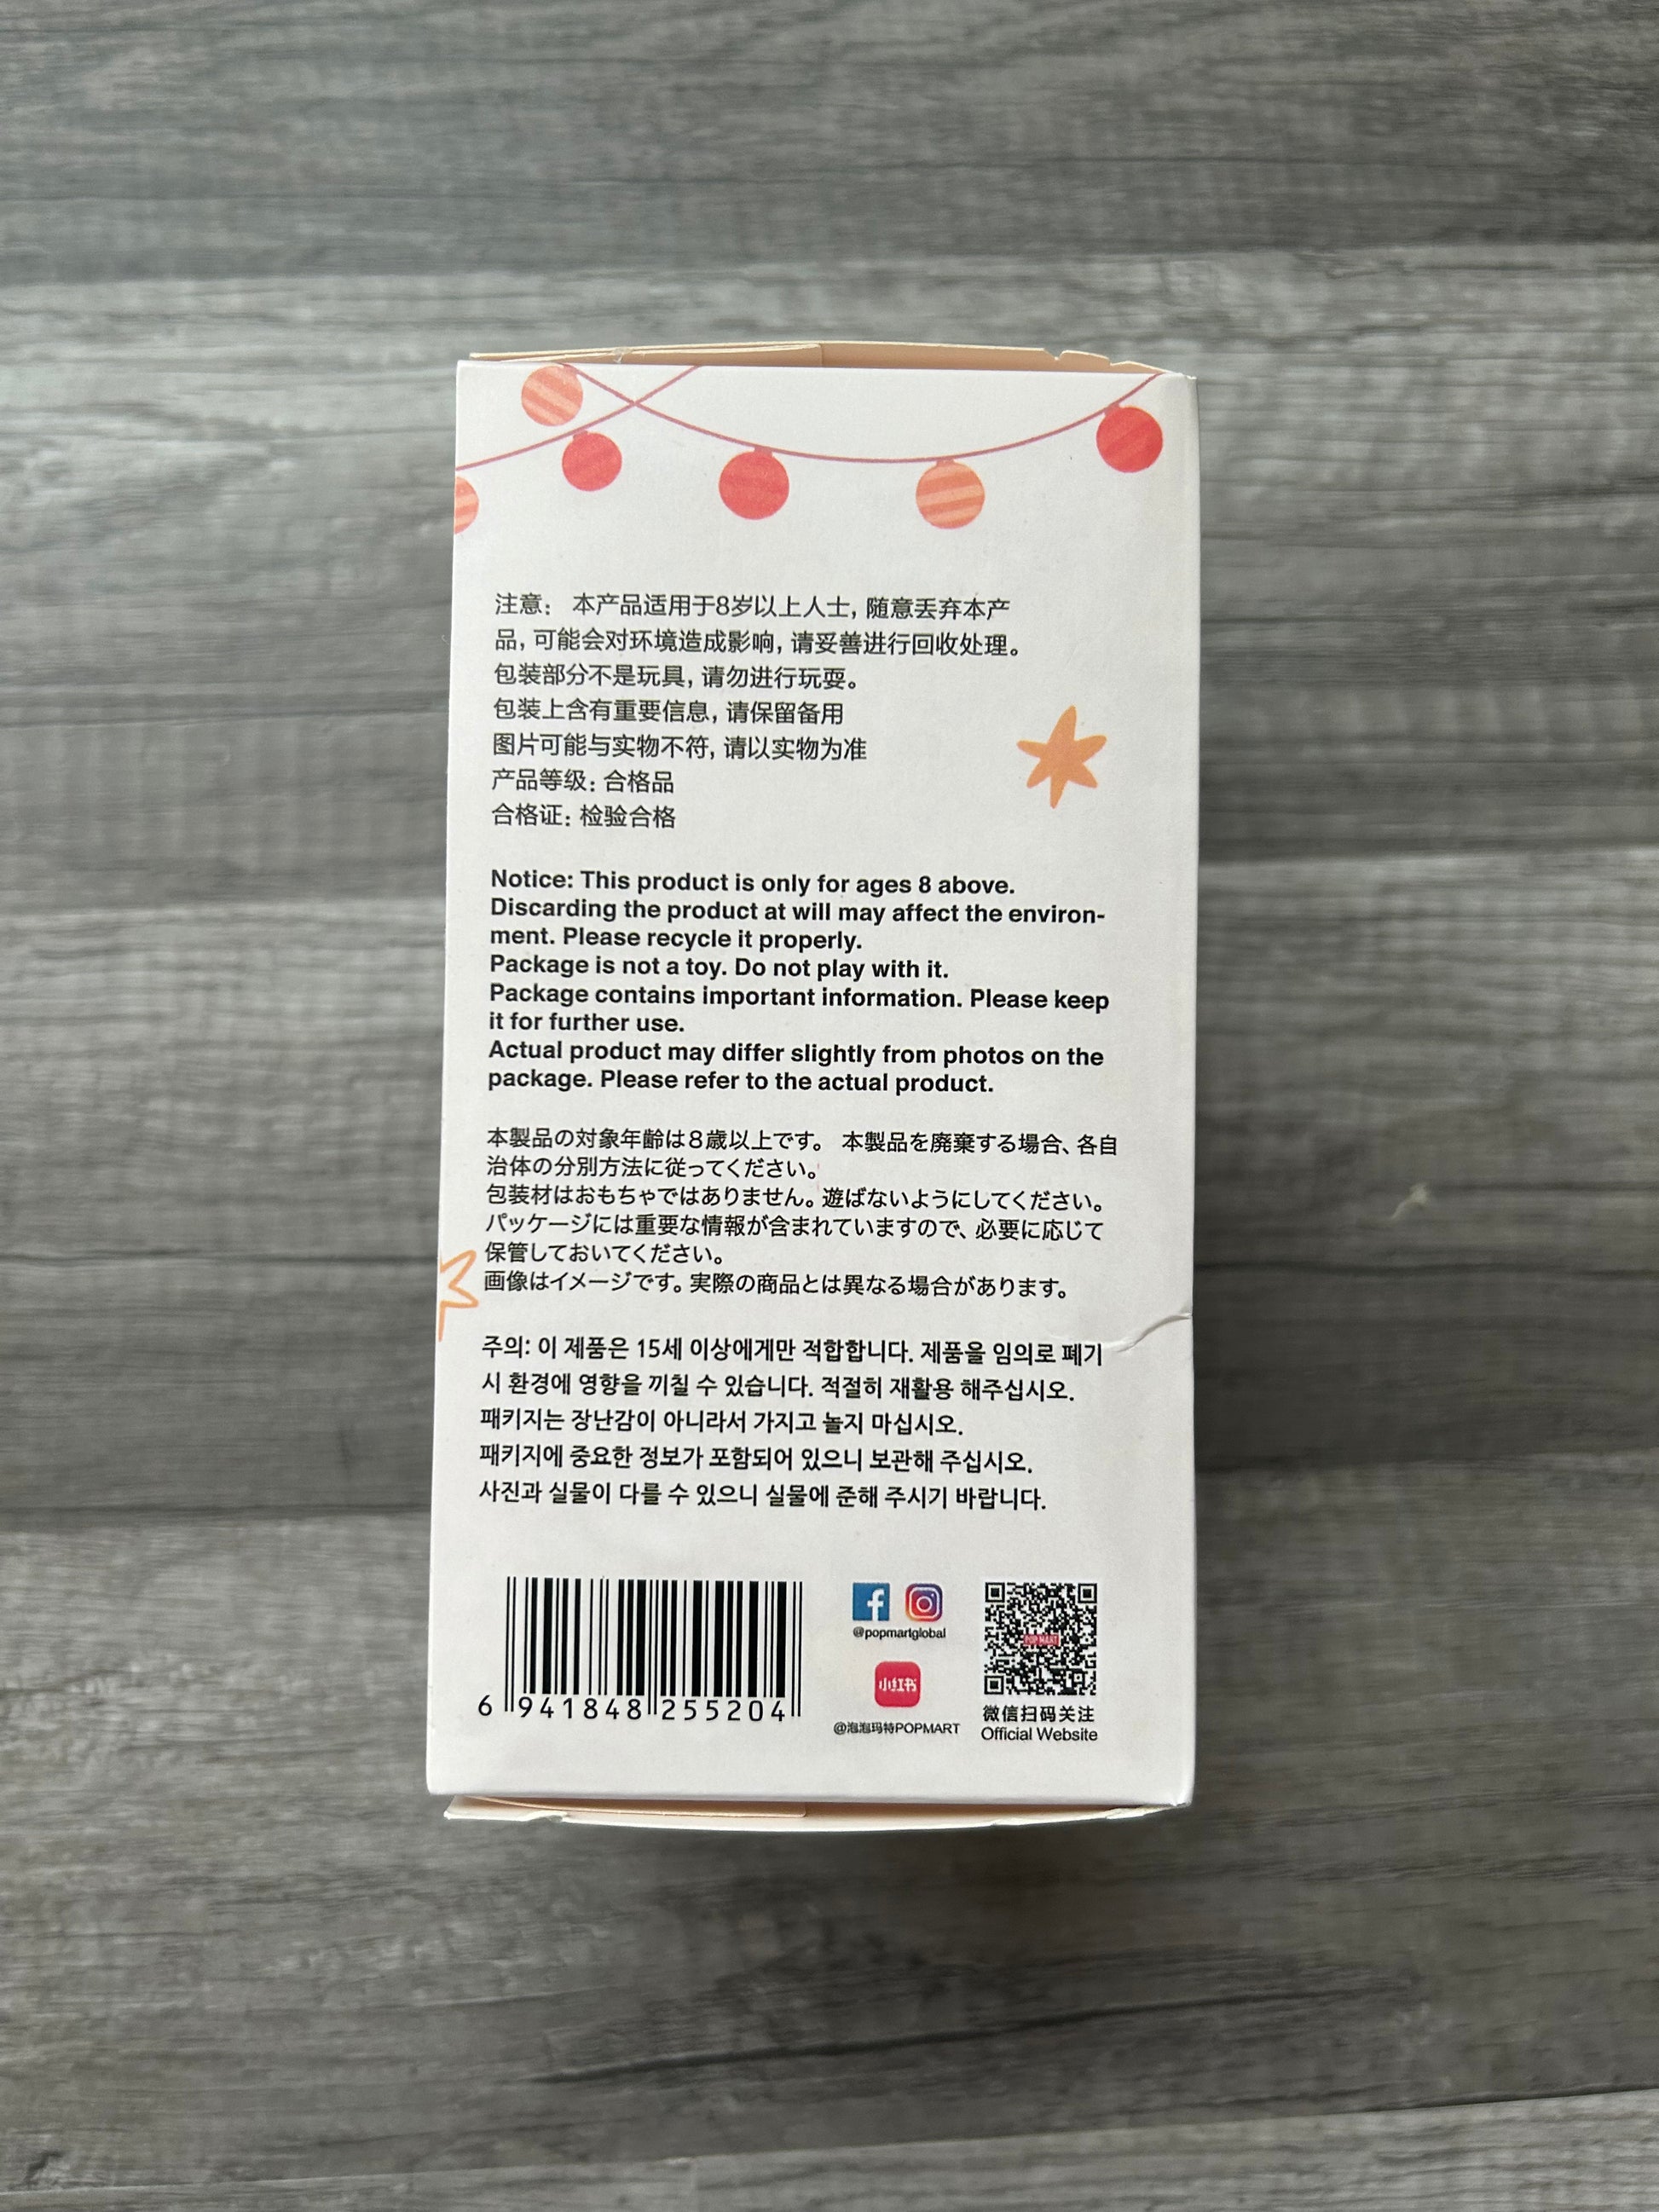 注意： 本产品适用于8岁以上人士，随意丢弃本产
品，可能会对环境造成影响，请妥善进行回收处理。
包装部分不是玩具，请勿进行玩耍。
包装上含有重要信息，请保留备用
图片可能与实物不符，请以实物为准
产品等级：合格品
合格证：检验合格
Notice: This product is only for ages 8 above.
Discarding the product at will may affect the environ-
ment. Please recycle it properly.
Package is not a toy. Do not play with it.
Package contains important information. Please keep
it for further use.
Actual product may differ slightly from photos on the
package. Please refer to the actual product.
本製品の対象年齢は8歳以上です。 本製品を廃棄する場合、各自
治体の分別方法に従ってください。
包装材はおもちゃではありません。遊ばないようにしてください。
パッケージには重要な情報が含まれていますので、必要に応じて
保管しておいてください。
画像はイメージです。実際の商品とは異なる場合があります。
주의: 이 제품은 15세 이상에게만 적합합니다. 제품을 임의로 폐기
시 환경에 영향을 끼칠 수 있습니다. 적절히 재활용 해주십시오.
패키지는 장난감이 아니라서 가지고 놀지 마십시오.
패키지에 중요한 정보가 포함되어 있으니 보관해 주십시오.
사진과 실물이 다를 수 있으니 실물에 준해 주시기 바랍니다.
6 941848 255204
@popmartglobal
小红书
@泡泡玛特POPMART
POP MART
微信扫码关注
Official Website